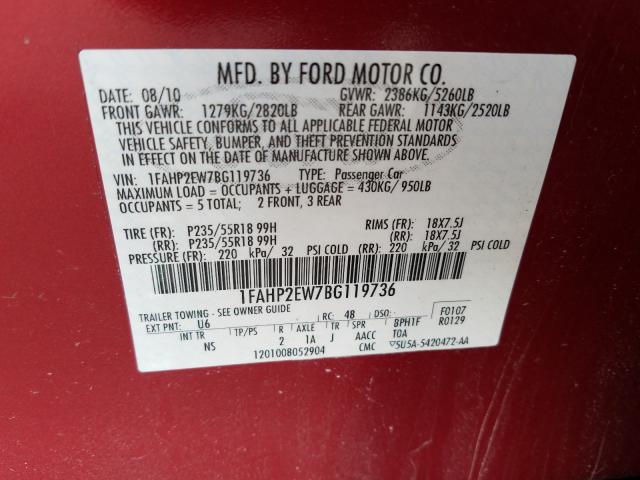 MFD. BY FORD MOTOR CO.
DATE: 08/10 GVWR: 2386KG/5260LB
FRONT GAWR: 1279KG/2820LB REAR GAWR: 1143KG/2520LB
THIS VEHICLE CONFORMS TO ALL APPLICABLE FEDERAL MOTOR
VEHICLE SAFETY, BUMPER, AND THEFT PREVENTION STANDARDS
IN EFFECT ON THE DATE OF MANUFACTURE SHOWN ABOVE.
VIN: 1FAHP2EW7BG119736 TYPE: Passenger Car
MAXIMUM LOAD = OCCUPANTS + LUGGAGE = 430KG/ 950LB
OCCUPANTS = 5 TOTAL: 2 FRONT, 3 REAR
TIRE (FR): P235/55R18 99H RIMS (FR): 18X7.5J
(RR): P235/55R18 99H (RR): 18X7.5J
PRESSURE (FR): 220 kPa/ 32 PSI COLD (RR): 220 kPa/ 32 PSI COLD
1FAHP2EW7BG119736
TRAILER TOWING - SEE OWNER GUIDE
EXT PNT: U6 RC: 48 DSO: F0107
R0129
INT TR TP/PS R AXLE TR SPR 8PH1F
NS 2 1A J AACC TOA
1201008052904 CMC 5U5A-5420472-AA